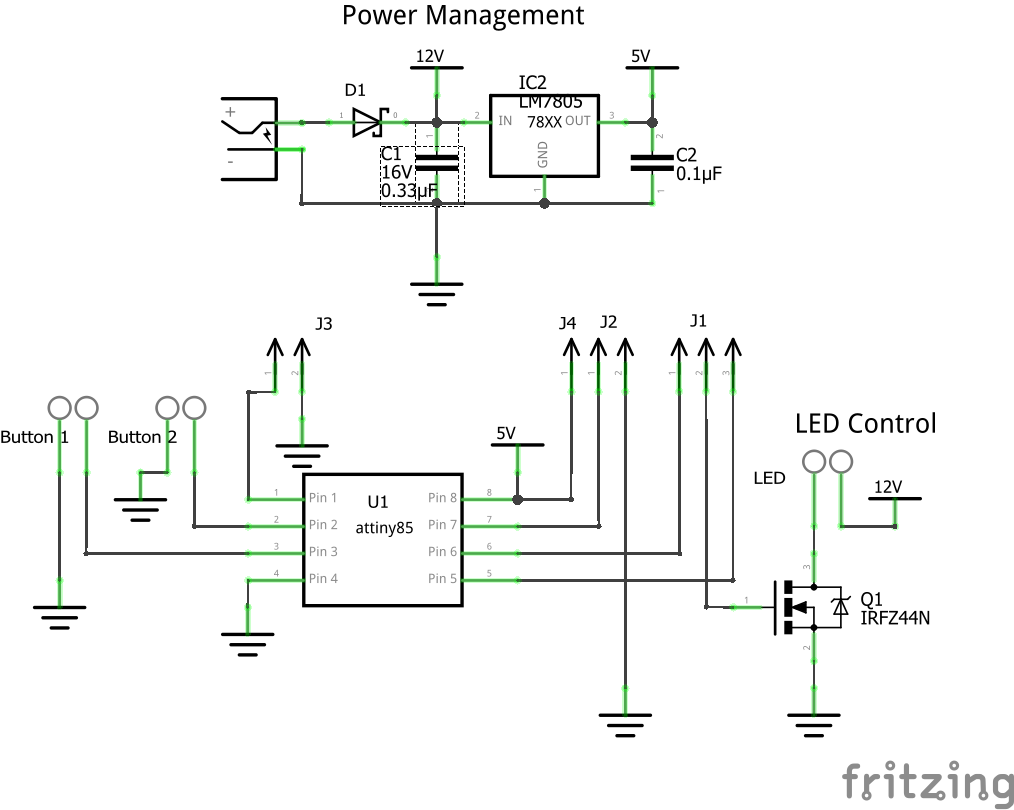 Power Management
12V
5V
D1
IC2
LM7805
+
1
0
2
IN
78XX
OUT
3
-
1
GND
2
C1
16V
0.33µF
C2
0.1µF
1
1
J3
J4
J2
J1
1
2
1
1
2
1
2
3
Button 1
Button 2
LED Control
5V
LED
12V
1
Pin 1
U1
Pin 8
8
2
Pin 2
attiny85
Pin 7
7
3
Pin 3
Pin 6
6
4
Pin 4
Pin 5
5
3
1
Q1
IRFZ44N
2
fritzing